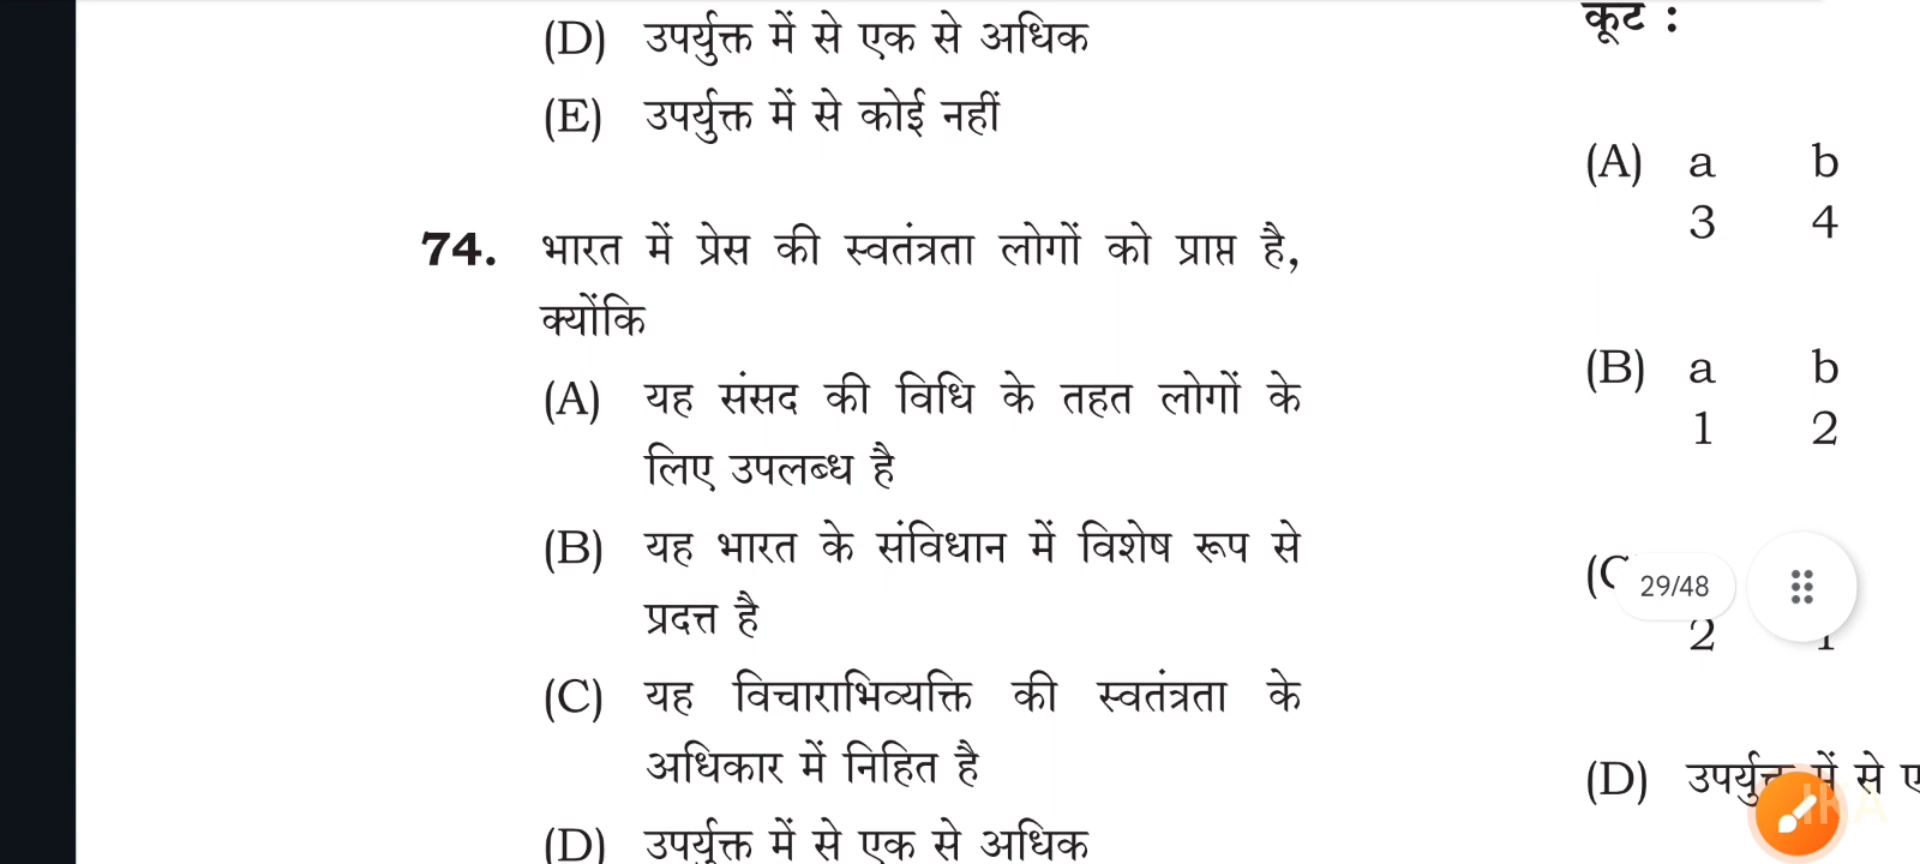 (D) उपर्युक्त में से एक से अधिक
(E) उपर्युक्त में से कोई नहीं
74. भारत में प्रेस की स्वतंत्रता लोगों को प्राप्त है,
क्योंकि
(A) यह संसद की विधि के तहत लोगों के
लिए उपलब्ध है
(B) यह भारत के संविधान में विशेष रूप से
प्रदत्त है
(C) यह विचाराभिव्यक्ति की स्वतंत्रता के
अधिकार में निहित है
(D) उपर्युक्त में से एक से अधिक
कूट :
(A) a b
3 4
(B) a b
1 2
(C
29/48
2 1
(D) उपर्युक्त में से